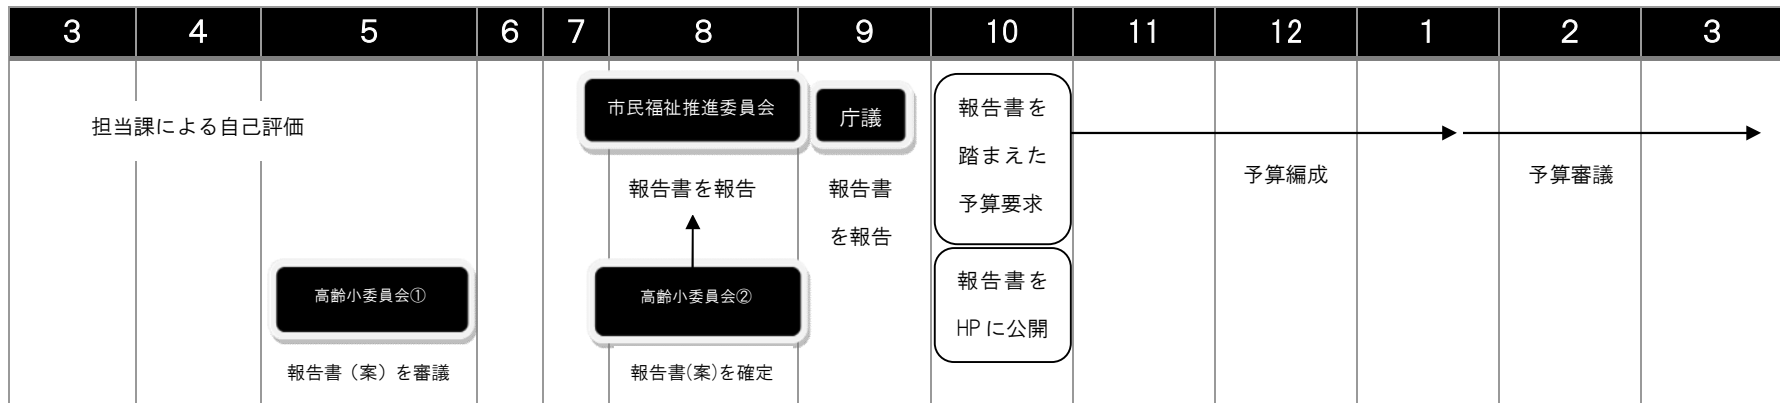 3 4 5 6 7 8 9 10 11 12 1 2 3
担当課による自己評価
市民福祉推進委員会
報告書を報告
庁議
報告書
を報告
報告書を
踏まえた
予算要求
予算編成
予算審議
高齢小委員会①
報告書（案）を審議
高齢小委員会②
報告書(案)を確定
報告書を
HPに公開